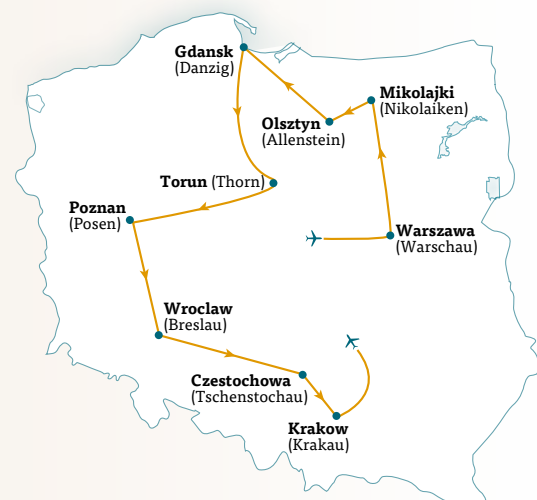 Gdansk
(Danzig)
Mikolajki
(Nikolaiken)
Olsztyn
(Allenstein)
Torun (Thorn)
Poznan
(Posen)
Warszawa
(Warschau)
Wroclaw
(Breslau)
Czestochowa
(Tschenstochau)
Krakow
(Krakau)